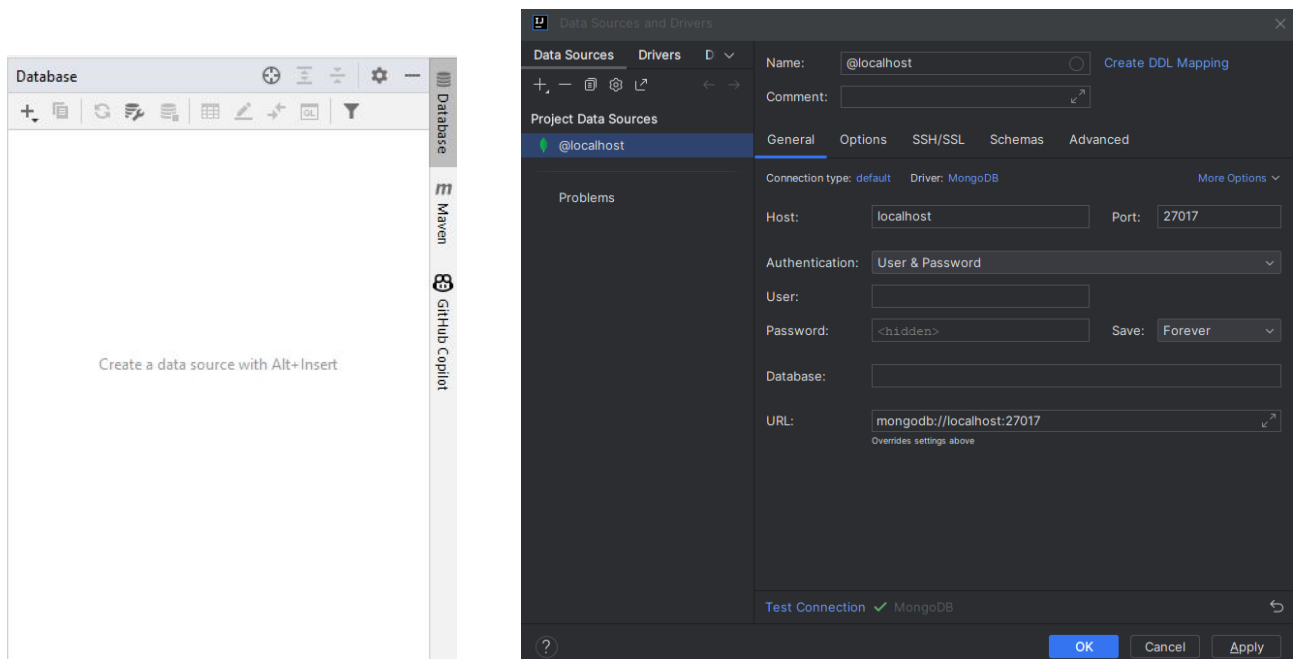 Database
GL
Create a data source with Alt+Insert
Database
m
Maven
GitHub Copilot
IJ
Data Sources and Drivers
Data Sources
Drivers
D
Project Data Sources
@localhost
Problems
Name:
@localhost
Create DDL Mapping
Comment:
General
Options
SSH/SSL
Schemas
Advanced
Connection type: default
Driver: MongoDB
More Options
Host:
localhost
Port:
27017
Authentication:
User & Password
User:
Password:
<hidden>
Save:
Forever
Database:
URL:
mongodb://localhost:27017
Overrides settings above
Test Connection
MongoDB
?
OK
Cancel
Apply